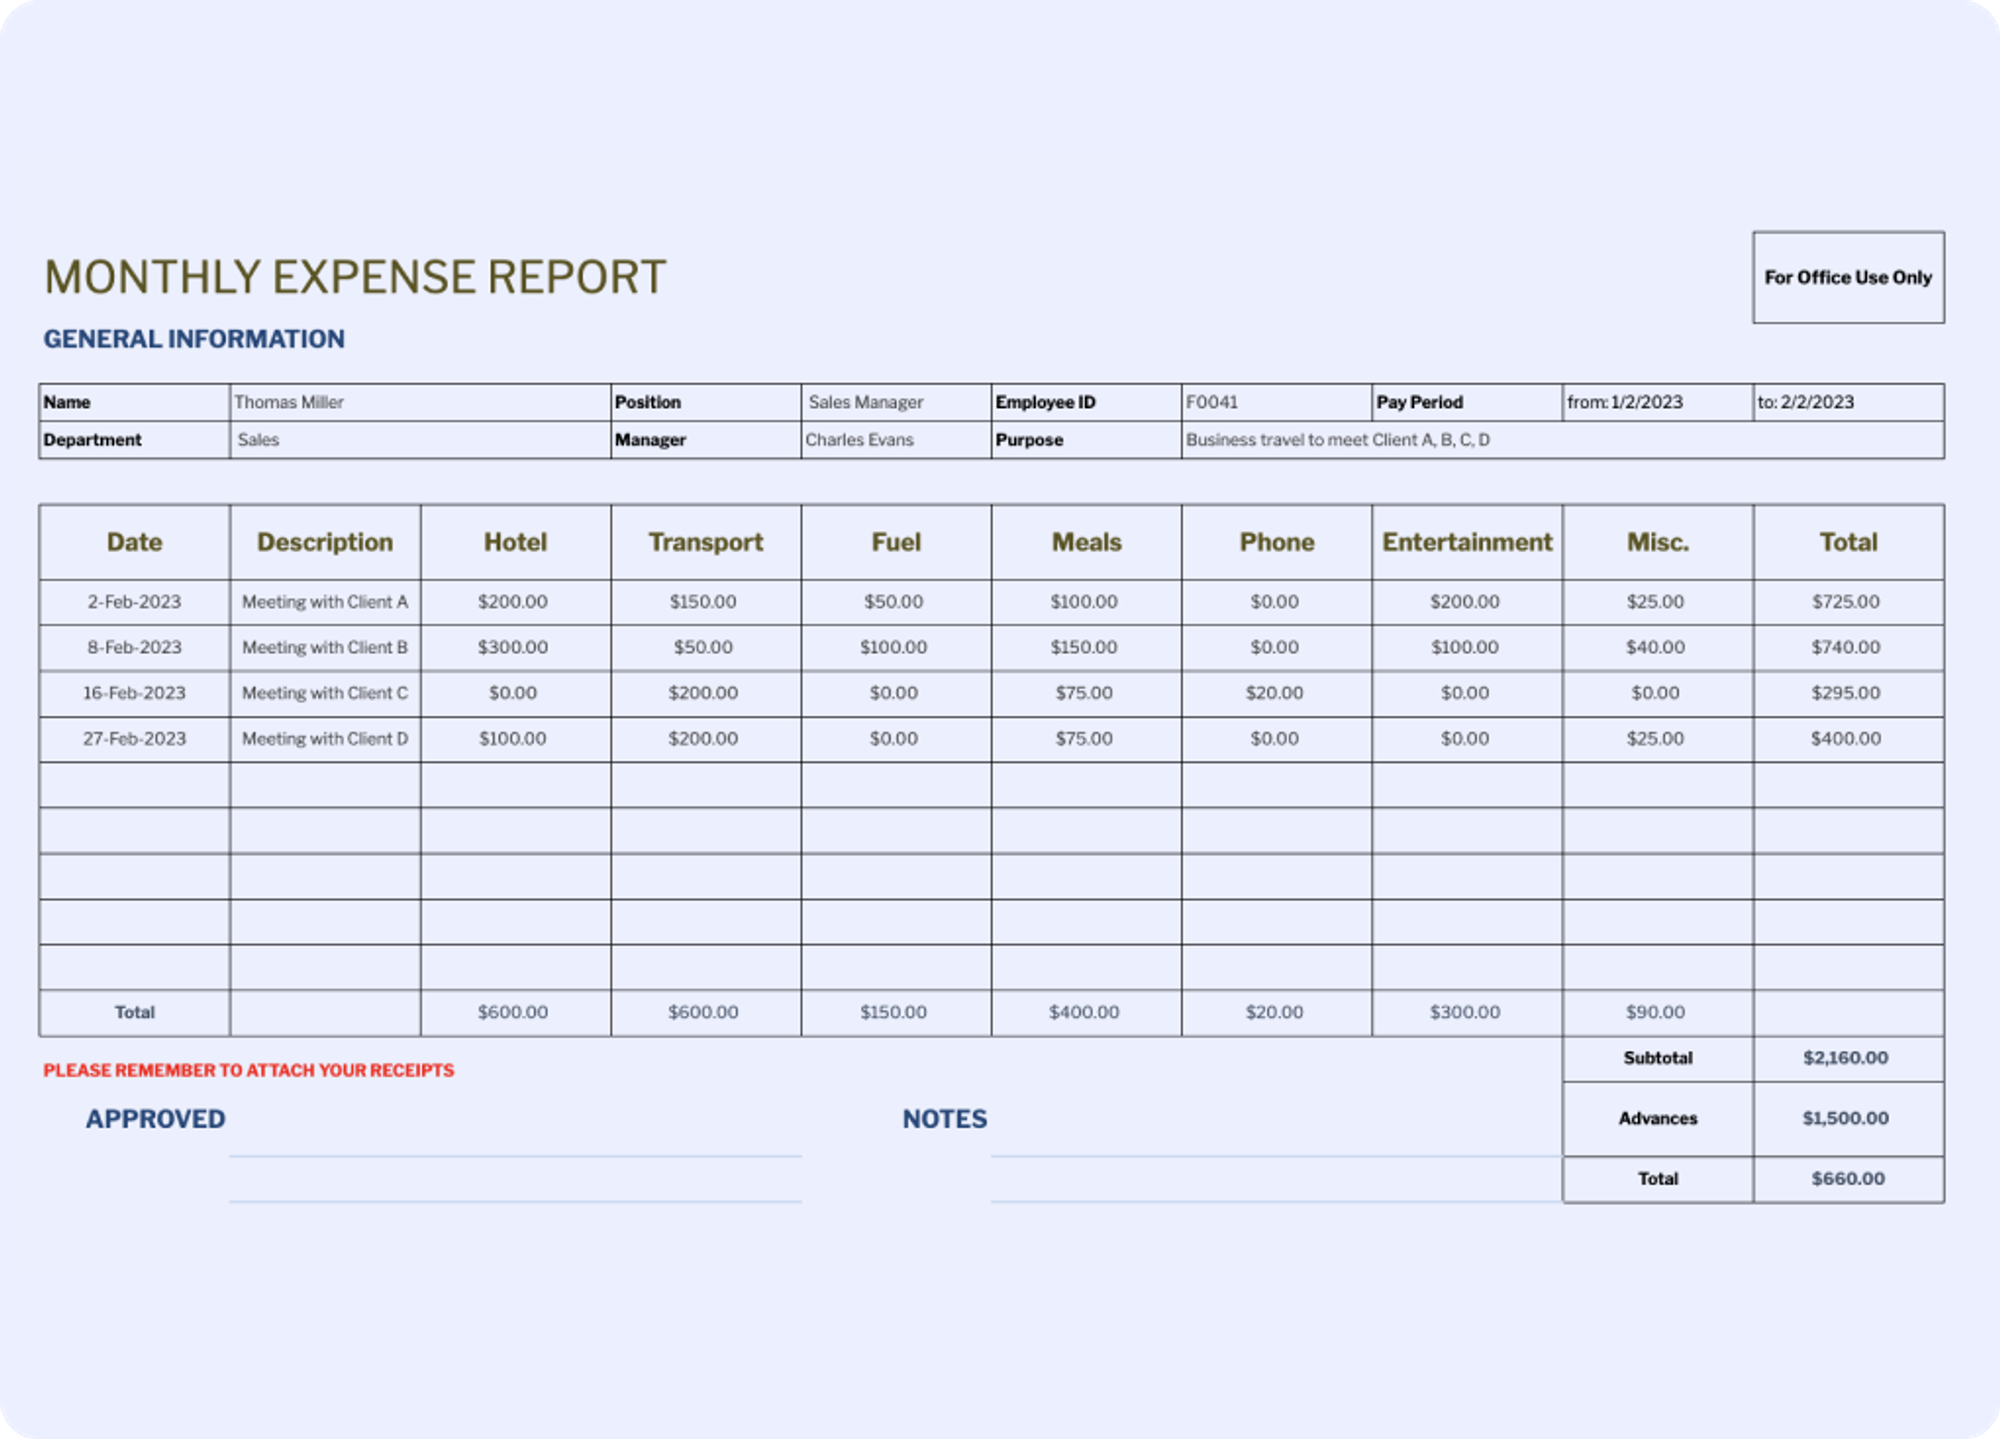 For Office Use Only
MONTHLY EXPENSE REPORT
GENERAL INFORMATION
Name Thomas Miller Position Sales Manager Employee ID F0041 Pay Period from: 1/2/2023 to: 2/2/2023
Department Sales Manager Charles Evans Purpose Business travel to meet Client A, B, C, D
Date Description Hotel Transport Fuel Meals Phone Entertainment Misc. Total
2-Feb-2023 Meeting with Client A $200.00 $150.00 $50.00 $100.00 $0.00 $200.00 $25.00 $725.00
8-Feb-2023 Meeting with Client B $300.00 $50.00 $100.00 $150.00 $0.00 $100.00 $40.00 $740.00
16-Feb-2023 Meeting with Client C $0.00 $200.00 $0.00 $75.00 $20.00 $0.00 $0.00 $295.00
27-Feb-2023 Meeting with Client D $100.00 $200.00 $0.00 $75.00 $0.00 $0.00 $25.00 $400.00
Total $600.00 $600.00 $150.00 $400.00 $20.00 $300.00 $90.00
Subtotal $2,160.00
PLEASE REMEMBER TO ATTACH YOUR RECEIPTS
APPROVED NOTES Advances $1,500.00
Total $660.00